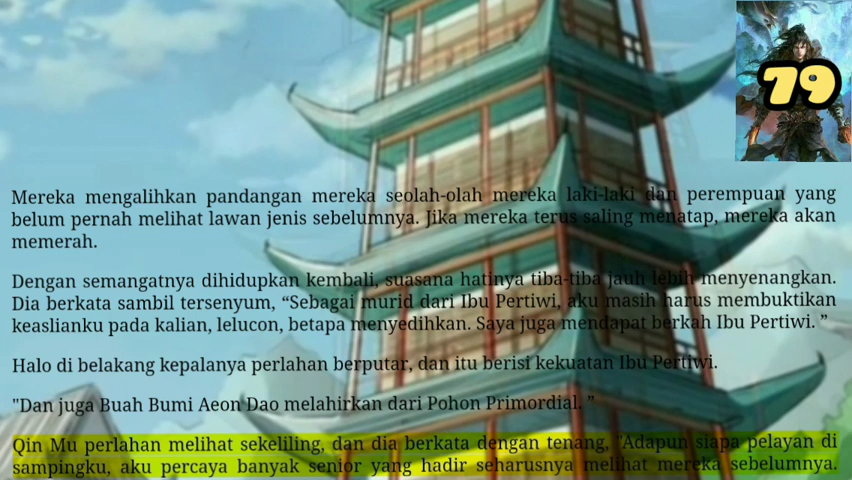 79
Mereka mengalihkan pandangan mereka seolah-olah mereka laki-laki dan perempuan yang
belum pernah melihat lawan jenis sebelumnya. Jika mereka terus saling menatap, mereka akan
memerah.
Dengan semangatnya dihidupkan kembali, suasana hatinya tiba-tiba jauh lebih menyenangkan.
Dia berkata sambil tersenyum, “Sebagai murid dari Ibu Pertiwi, aku masih harus membuktikan
keaslianku pada kalian, lelucon, betapa menyedihkan. Saya juga mendapat berkah Ibu Pertiwi. ”
Halo di belakang kepalanya perlahan berputar, dan itu berisi kekuatan Ibu Pertiwi.
"Dan juga Buah Bumi Aeon Dao melahirkan dari Pohon Primordial. ”
Qin Mu perlahan melihat sekeliling, dan dia berkata dengan tenang, "Adapun siapa pelayan di
sampingku, aku percaya banyak senior yang hadir seharusnya melihat mereka sebelumnya.